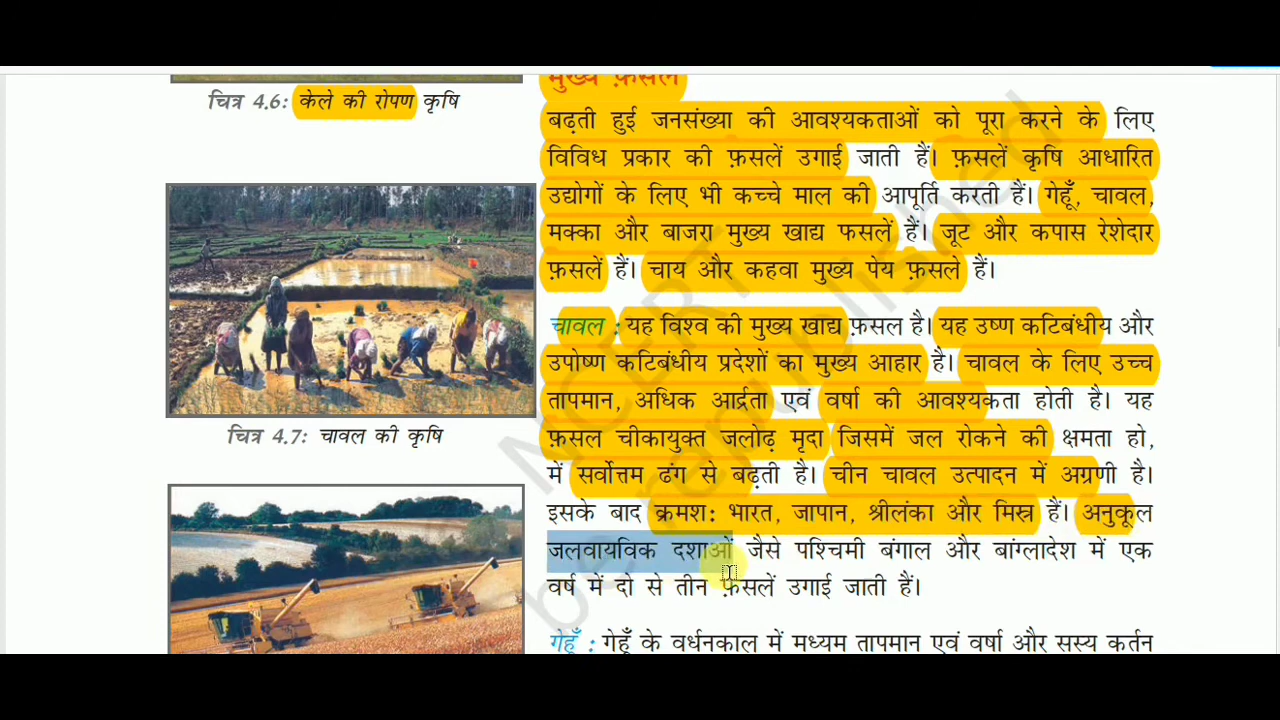 चित्र 4.6: केले की रोपण कृषि
चित्र 4.7: चावल की कृषि
मुख्य फ़सलें
बढ़ती हुई जनसंख्या की आवश्यकताओं को पूरा करने के लिए
विविध प्रकार की फ़सलें उगाई जाती हैं। फ़सलें कृषि आधारित
उद्योगों के लिए भी कच्चे माल की आपूर्ति करती हैं। गेहूँ, चावल,
मक्का और बाजरा मुख्य खाद्य फसलें हैं। जूट और कपास रेशेदार
फ़सलें हैं। चाय और कहवा मुख्य पेय फ़सले हैं।
चावल : यह विश्व की मुख्य खाद्य फ़सल है। यह उष्ण कटिबंधीय और
उपोष्ण कटिबंधीय प्रदेशों का मुख्य आहार है। चावल के लिए उच्च
तापमान, अधिक आर्द्रता एवं वर्षा की आवश्यकता होती है। यह
फ़सल चीकायुक्त जलोढ़ मृदा जिसमें जल रोकने की क्षमता हो,
में सर्वोत्तम ढंग से बढ़ती है। चीन चावल उत्पादन में अग्रणी है।
इसके बाद क्रमश: भारत, जापान, श्रीलंका और मिस्र हैं। अनुकूल
जलवायविक दशाओं जैसे पश्चिमी बंगाल और बांग्लादेश में एक
वर्ष में दो से तीन फ़सलें उगाई जाती हैं।
गेहूँ : गेहूँ के वर्धनकाल में मध्यम तापमान एवं वर्षा और सस्य कर्तन
NCERT
be republished